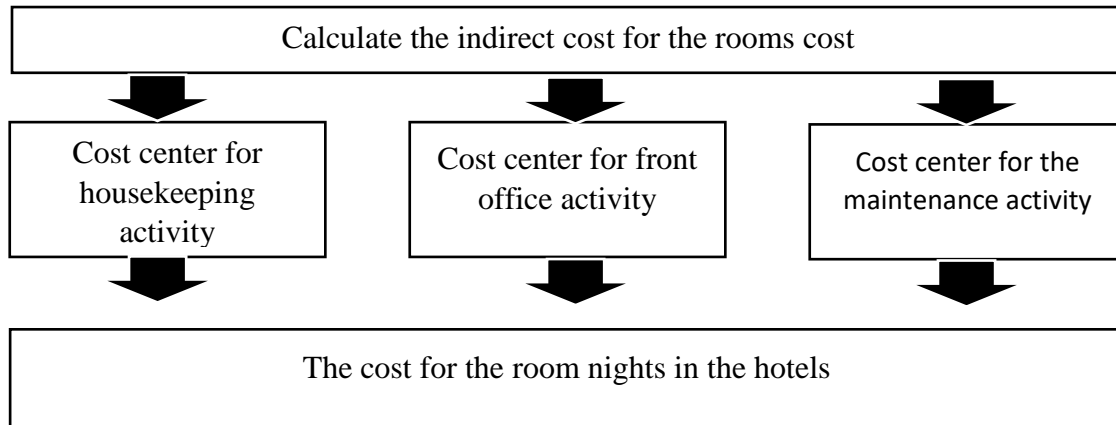 Calculate the indirect cost for the rooms cost
Cost center for
housekeeping
activity
Cost center for front
office activity
Cost center for the
maintenance activity
The cost for the room nights in the hotels